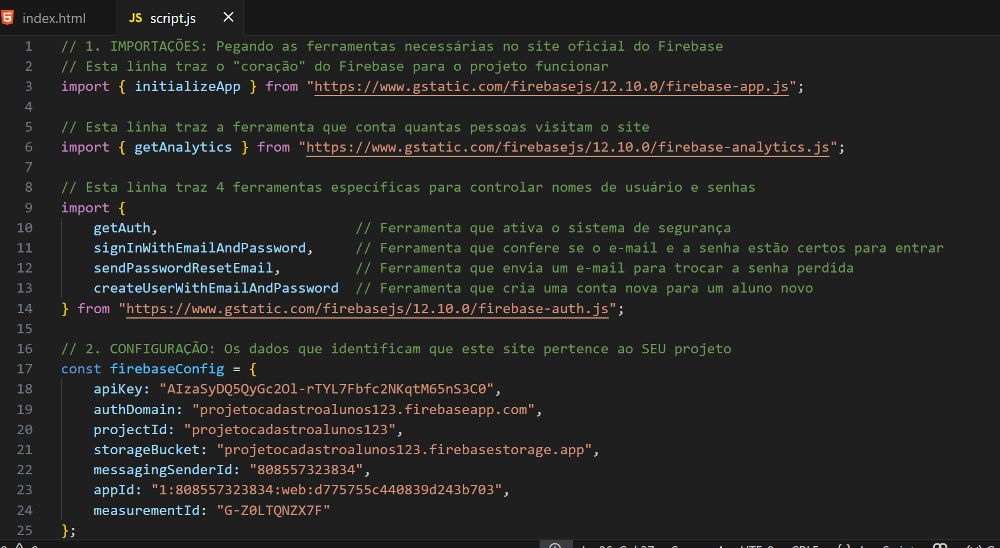 index.html
JS script.js
1 // 1. IMPORTAÇÕES: Pegando as ferramentas necessárias no site oficial do Firebase
2 // Esta linha traz o "coração" do Firebase para o projeto funcionar
3 import { initializeApp } from "https://www.gstatic.com/firebasejs/12.10.0/firebase-app.js";
4
5 // Esta linha traz a ferramenta que conta quantas pessoas visitam o site
6 import { getAnalytics } from "https://www.gstatic.com/firebasejs/12.10.0/firebase-analytics.js";
7
8 // Esta linha traz 4 ferramentas específicas para controlar nomes de usuário e senhas
9 import {
10 getAuth, // Ferramenta que ativa o sistema de segurança
11 signInWithEmailAndPassword, // Ferramenta que confere se o e-mail e a senha estão certos para entrar
12 sendPasswordResetEmail, // Ferramenta que envia um e-mail para trocar a senha perdida
13 createUserWithEmailAndPassword // Ferramenta que cria uma conta nova para um aluno novo
14 } from "https://www.gstatic.com/firebasejs/12.10.0/firebase-auth.js";
15
16 // 2. CONFIGURAÇÃO: Os dados que identificam que este site pertence ao SEU projeto
17 const firebaseConfig = {
18 apiKey: "AIzaSyDQ5QyGc2Ol-rTYL7Fbfc2NKqtM65nS3C0",
19 authDomain: "projetocadastroalunos123.firebaseapp.com",
20 projectId: "projetocadastroalunos123",
21 storageBucket: "projetocadastroalunos123.firebasestorage.app",
22 messagingSenderId: "808557323834",
23 appId: "1:808557323834:web:d775755c440839d243b703",
24 measurementId: "G-Z0LTQNZX7F"
25 };